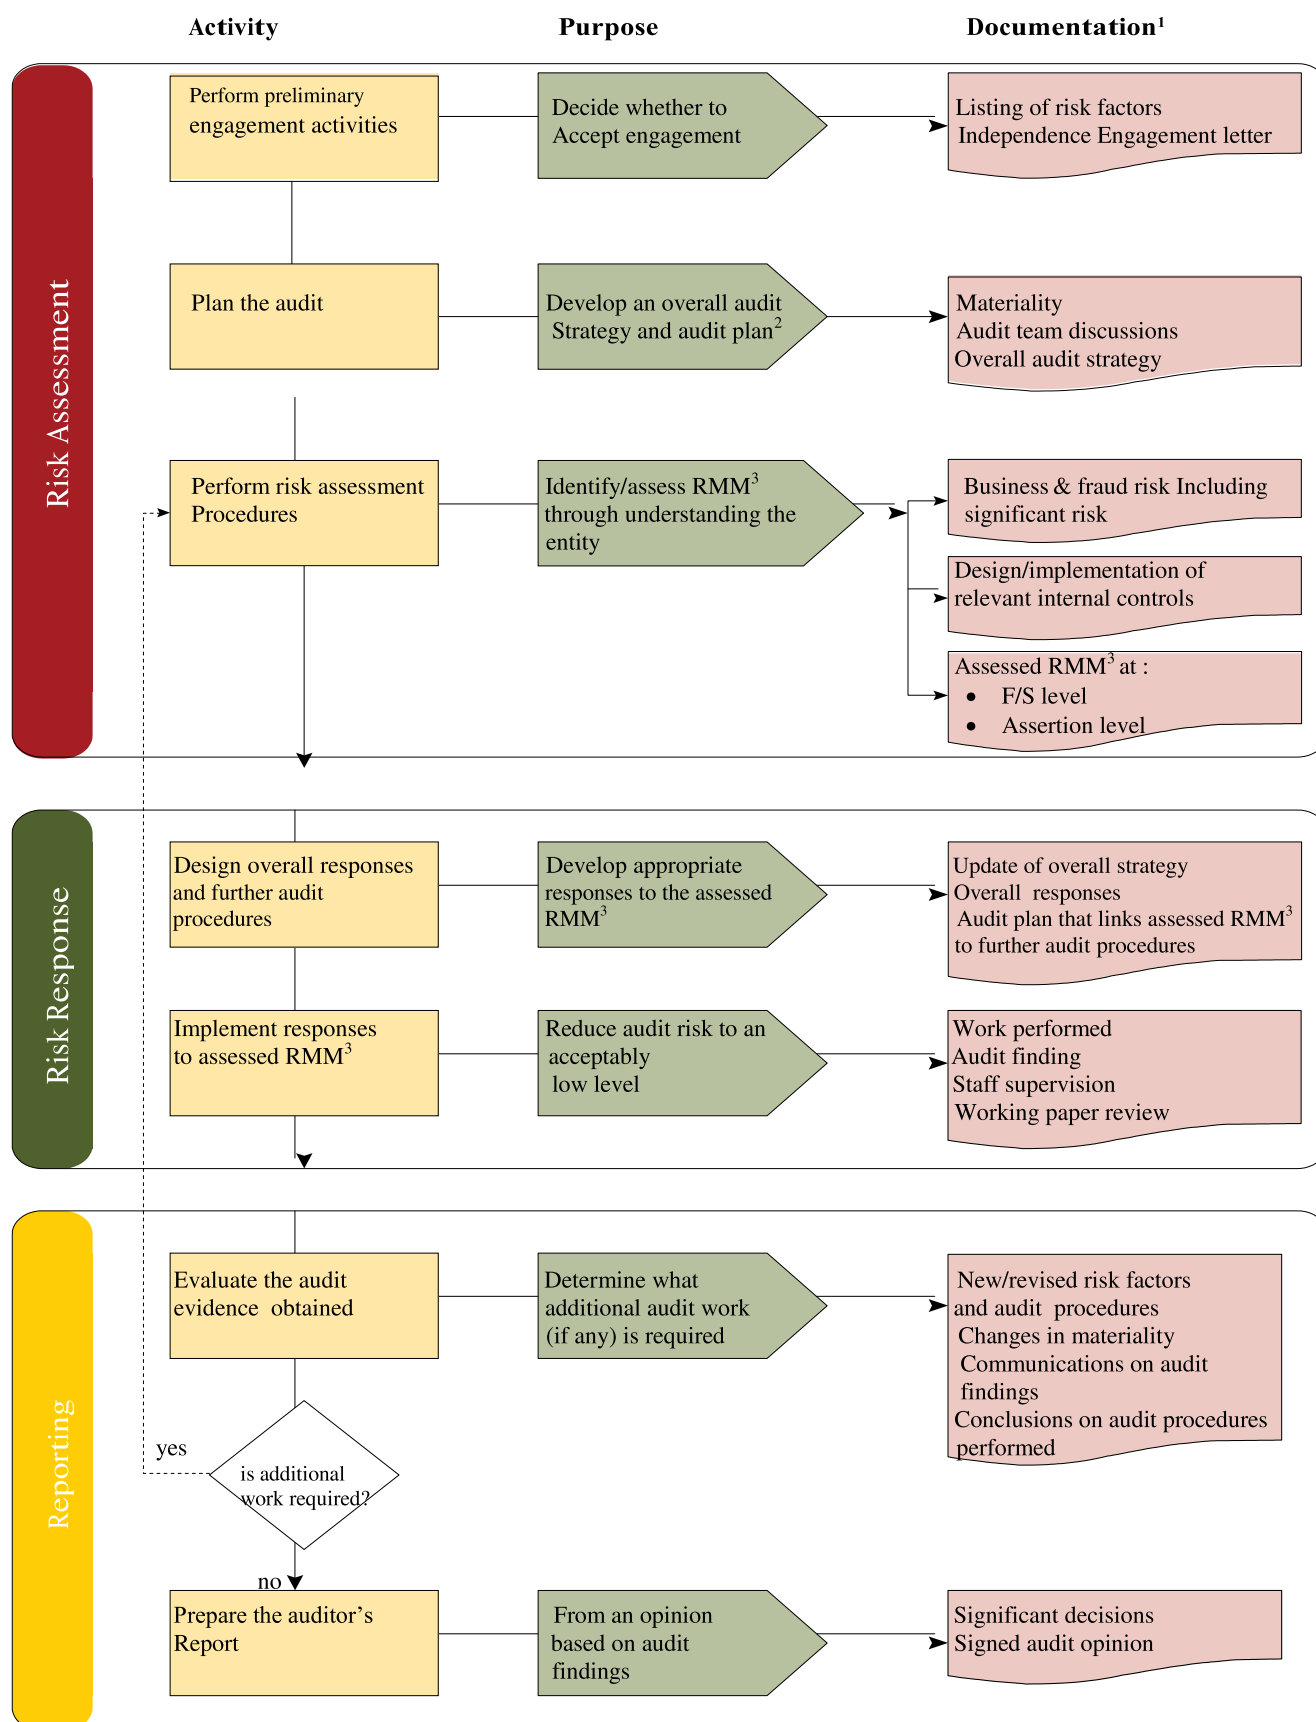 Activity
Purpose
Documentation¹
Risk Assessment
Perform preliminary
engagement activities
Decide whether to
Accept engagement
Listing of risk factors
Independence Engagement letter
Plan the audit
Develop an overall audit
Strategy and audit plan²
Materiality
Audit team discussions
Overall audit strategy
Perform risk assessment
Procedures
Identify/assess RMM³
through understanding the
entity
Business & fraud risk Including
significant risk
Design/implementation of
relevant internal controls
Assessed RMM³ at :
• F/S level
• Assertion level
Risk Response
Design overall responses
and further audit
procedures
Develop appropriate
responses to the assessed
RMM³
Update of overall strategy
Overall responses
Audit plan that links assessed RMM³
to further audit procedures
Implement responses
to assessed RMM³
Reduce audit risk to an
acceptably
low level
Work performed
Audit finding
Staff supervision
Working paper review
Reporting
Evaluate the audit
evidence obtained
Determine what
additional audit work
(if any) is required
New/revised risk factors
and audit procedures
Changes in materiality
Communications on audit
findings
Conclusions on audit procedures
performed
yes
is additional
work required?
no
Prepare the auditor’s
Report
From an opinion
based on audit
findings
Significant decisions
Signed audit opinion